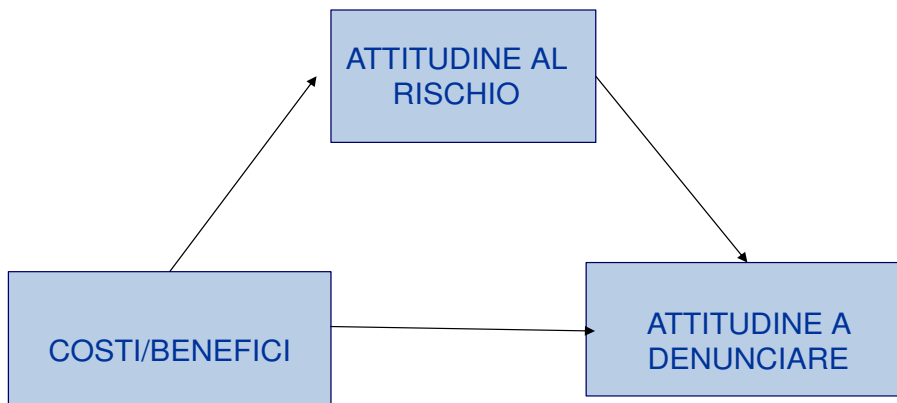 ATTITUDINE AL
RISCHIO
COSTI/BENEFICI
ATTITUDINE A
DENUNCIARE